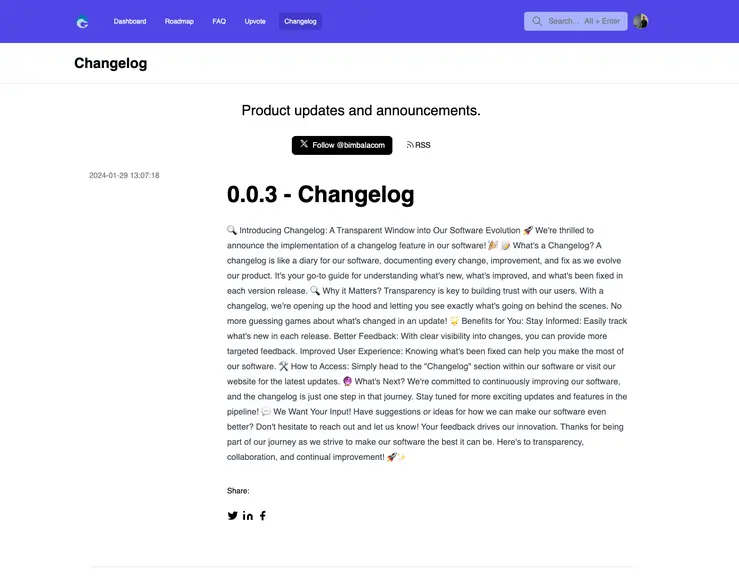 Dashboard Roadmap FAQ Upvote Changelog Search... Alt + Enter
Changelog
Product updates and announcements.
Follow @bimbalacom RSS
2024-01-29 13:07:18
0.0.3 - Changelog
🔍 Introducing Changelog: A Transparent Window into Our Software Evolution 🚀 We're thrilled to
announce the implementation of a changelog feature in our software! 🎉 📝 What's a Changelog? A
changelog is like a diary for our software, documenting every change, improvement, and fix as we evolve
our product. It's your go-to guide for understanding what's new, what's improved, and what's been fixed in
each version release. 🔍 Why it Matters? Transparency is key to building trust with our users. With a
changelog, we're opening up the hood and letting you see exactly what's going on behind the scenes. No
more guessing games about what's changed in an update! 🌟 Benefits for You: Stay Informed: Easily track
what's new in each release. Better Feedback: With clear visibility into changes, you can provide more
targeted feedback. Improved User Experience: Knowing what's been fixed can help you make the most of
our software. 🛠️ How to Access: Simply head to the "Changelog" section within our software or visit our
website for the latest updates. 🔮 What's Next? We're committed to continuously improving our software,
and the changelog is just one step in that journey. Stay tuned for more exciting updates and features in the
pipeline! 💬 We Want Your Input! Have suggestions or ideas for how we can make our software even
better? Don't hesitate to reach out and let us know! Your feedback drives our innovation. Thanks for being
part of our journey as we strive to make our software the best it can be. Here's to transparency,
collaboration, and continual improvement! 🚀✨
Share: